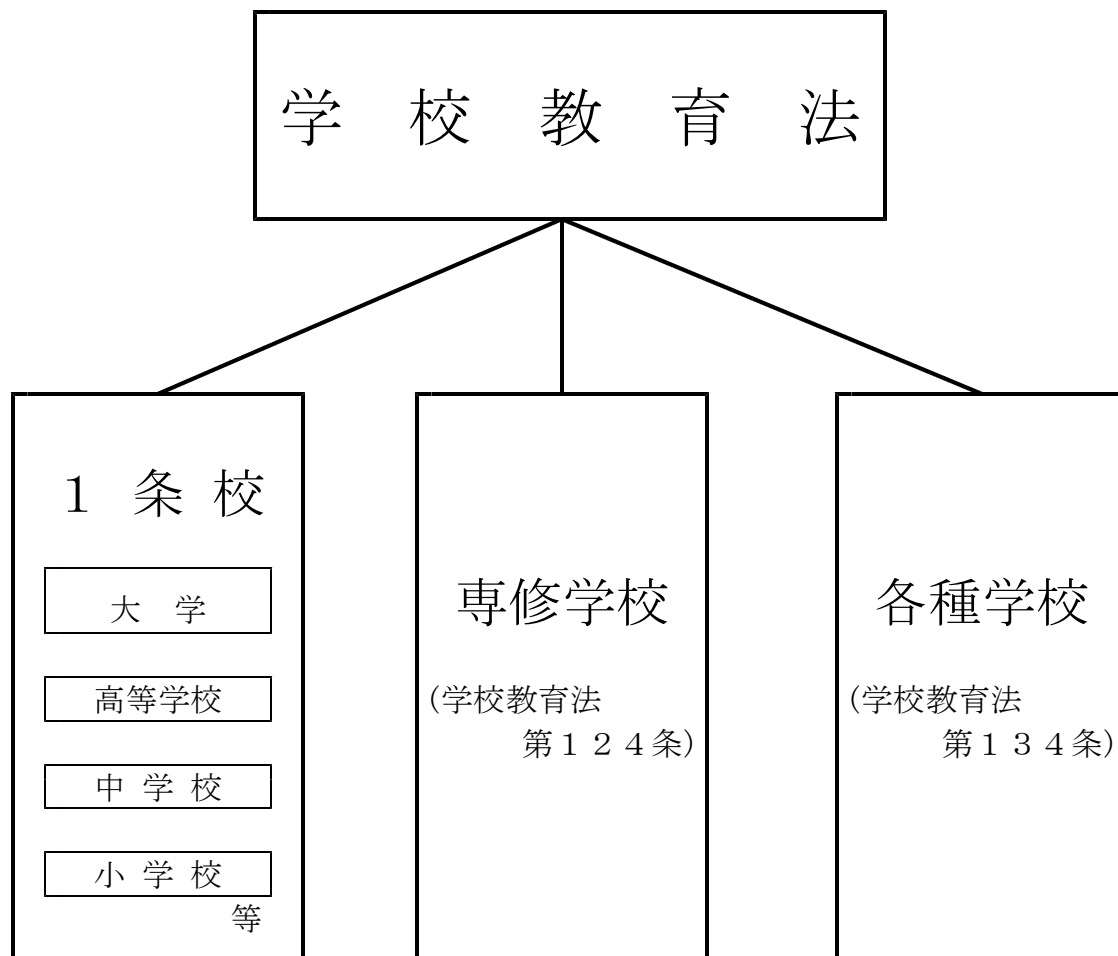 学　校　教　育　法
１　条　校
大　学
高等学校
中　学　校
小　学　校
等
専修学校
(学校教育法
第１２４条)
各種学校
(学校教育法
第１３４条)